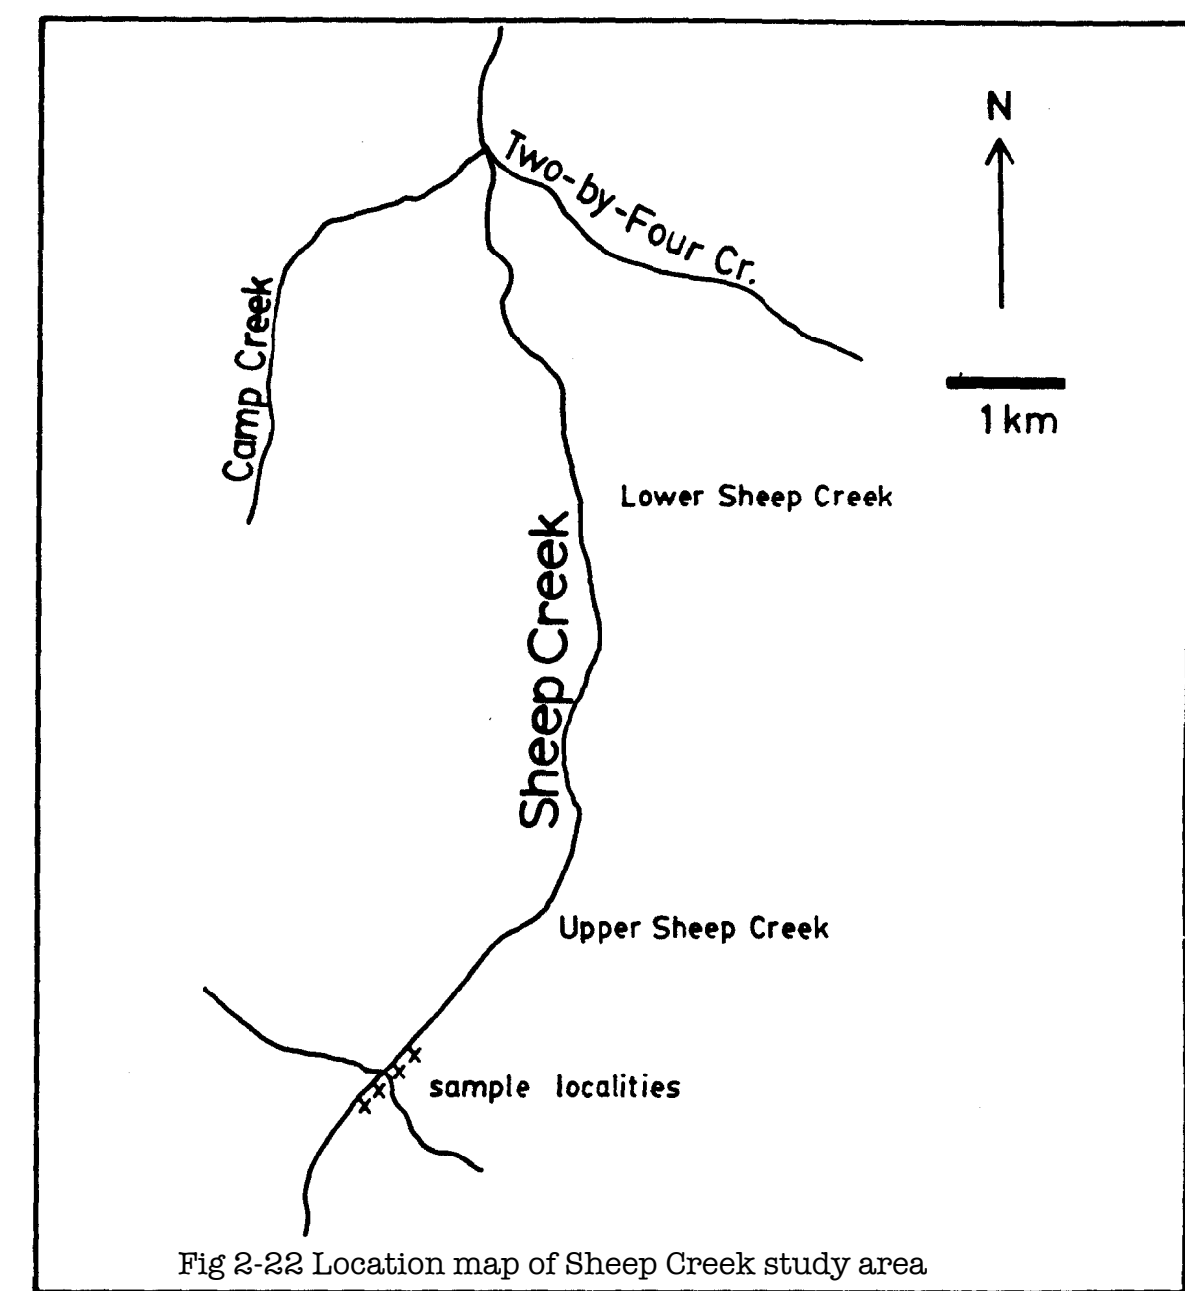 N
Two-by-Four Cr.
1 km
Camp Creek
Lower Sheep Creek
Sheep Creek
Upper Sheep Creek
sample localities
Fig 2-22 Location map of Sheep Creek study area